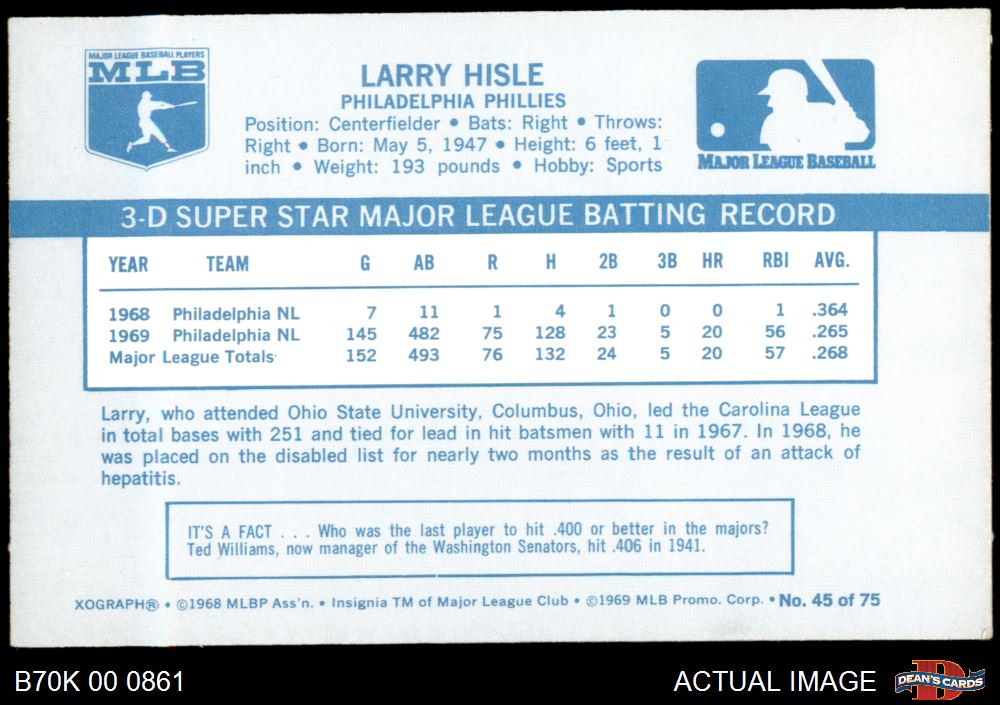 MAJOR LEAGUE BASEBALL PLAYERS
MLB
LARRY HISLE
PHILADELPHIA PHILLIES
Position: Centerfielder • Bats: Right • Throws:
Right • Born: May 5, 1947 • Height: 6 feet, 1
inch • Weight: 193 pounds • Hobby: Sports
MAJOR LEAGUE BASEBALL
3-D SUPER STAR MAJOR LEAGUE BATTING RECORD
YEAR TEAM G AB R H 2B 3B HR RBI AVG.
1968 Philadelphia NL 7 11 1 4 1 0 0 1 .364
1969 Philadelphia NL 145 482 75 128 23 5 20 56 .265
Major League Totals 152 493 76 132 24 5 20 57 .268
Larry, who attended Ohio State University, Columbus, Ohio, led the Carolina League
in total bases with 251 and tied for lead in hit batsmen with 11 in 1967. In 1968, he
was placed on the disabled list for nearly two months as the result of an attack of
hepatitis.
IT'S A FACT . . . Who was the last player to hit .400 or better in the majors?
Ted Williams, now manager of the Washington Senators, hit .406 in 1941.
XOGRAPH® • ©1968 MLBP Ass'n. • Insignia TM of Major League Club • ©1969 MLB Promo. Corp. • No. 45 of 75
B70K 00 0861
ACTUAL IMAGE
D
DEAN'S CARDS